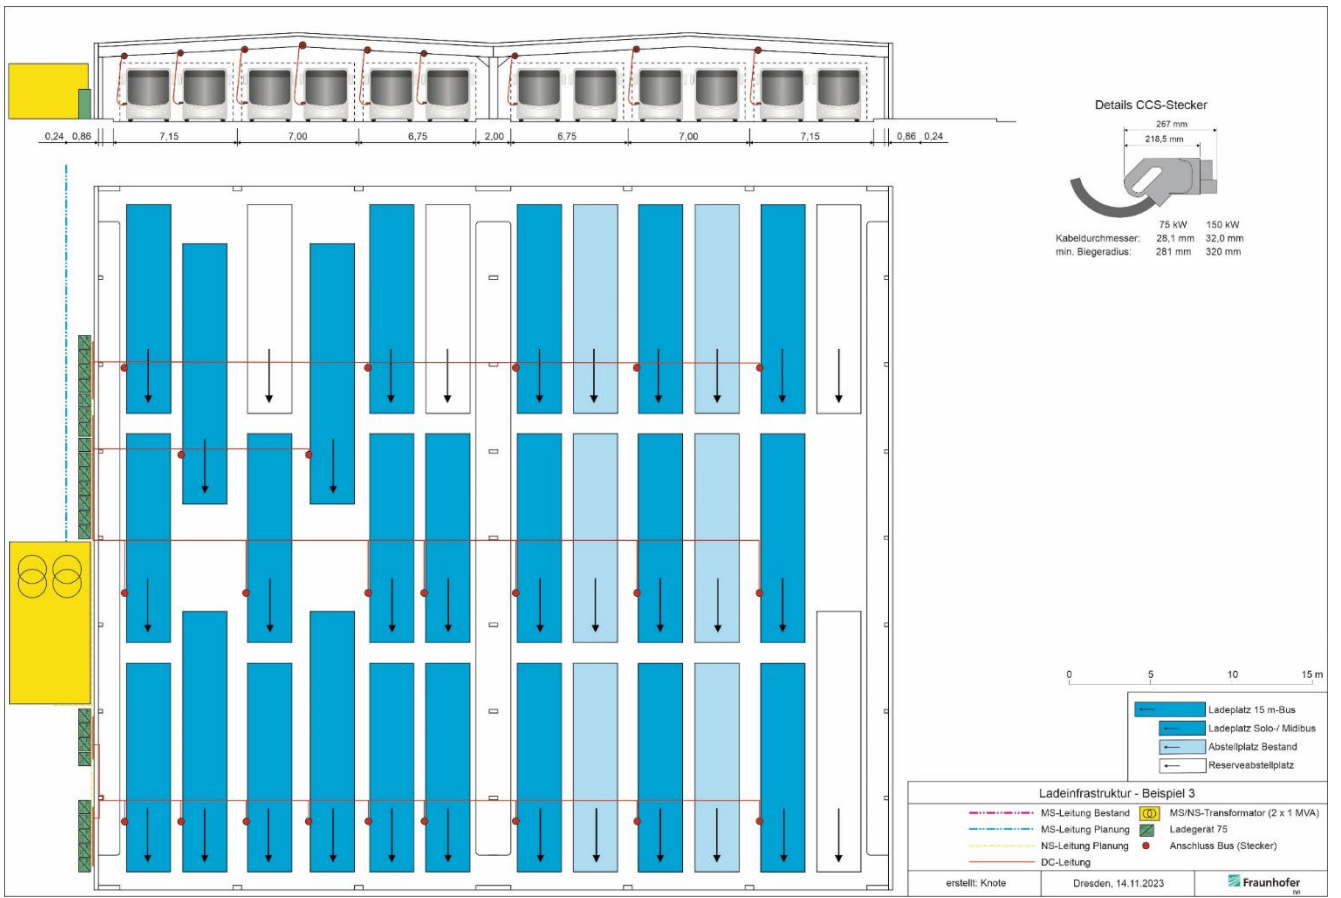 Details CCS-Stecker
267 mm
218,5 mm
75 kW 150 kW
Kabeldurchmesser: 28,1 mm 32,0 mm
min. Biegeradius: 281 mm 320 mm
0,24 0,86 7,15 7,00 6,75 2,00 6,75 7,00 7,15 0,86 0,24
0 5 10 15 m
Ladeplatz 15 m-Bus
Ladeplatz Solo-/ Midibus
Abstellplatz Bestand
Reserveabstellplatz
Ladeinfrastruktur - Beispiel 3
MS-Leitung Bestand MS/NS-Transformator (2 x 1 MVA)
MS-Leitung Planung Ladegerät 75
NS-Leitung Planung Anschluss Bus (Stecker)
DC-Leitung
erstellt: Knote Dresden, 14.11.2023 Fraunhofer
IVI